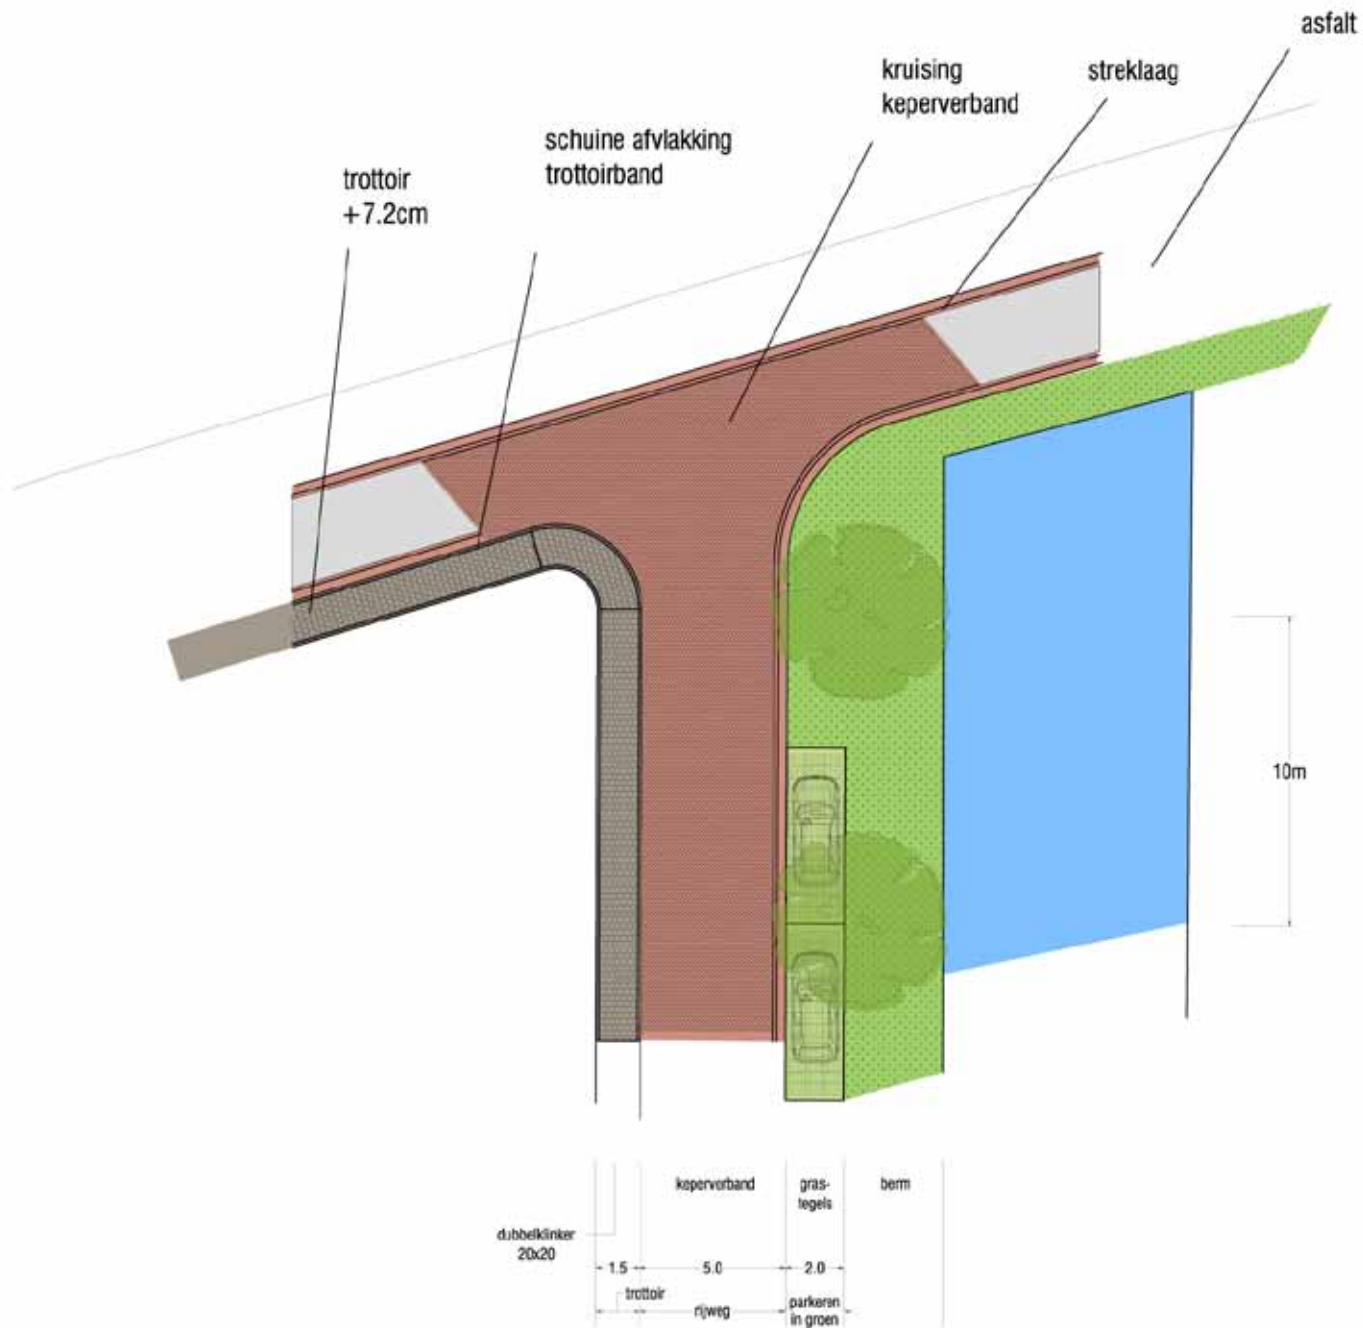 asfalt
kruising
keperverband
streklaag
schuine afvlakking
trottoirband
trottoir
+7.2cm
10m
keperverband
gras-
tegels
berm
dubbelklinker
20x20
1.5
5.0
2.0
trottoir
rijweg
parkeren
in groen